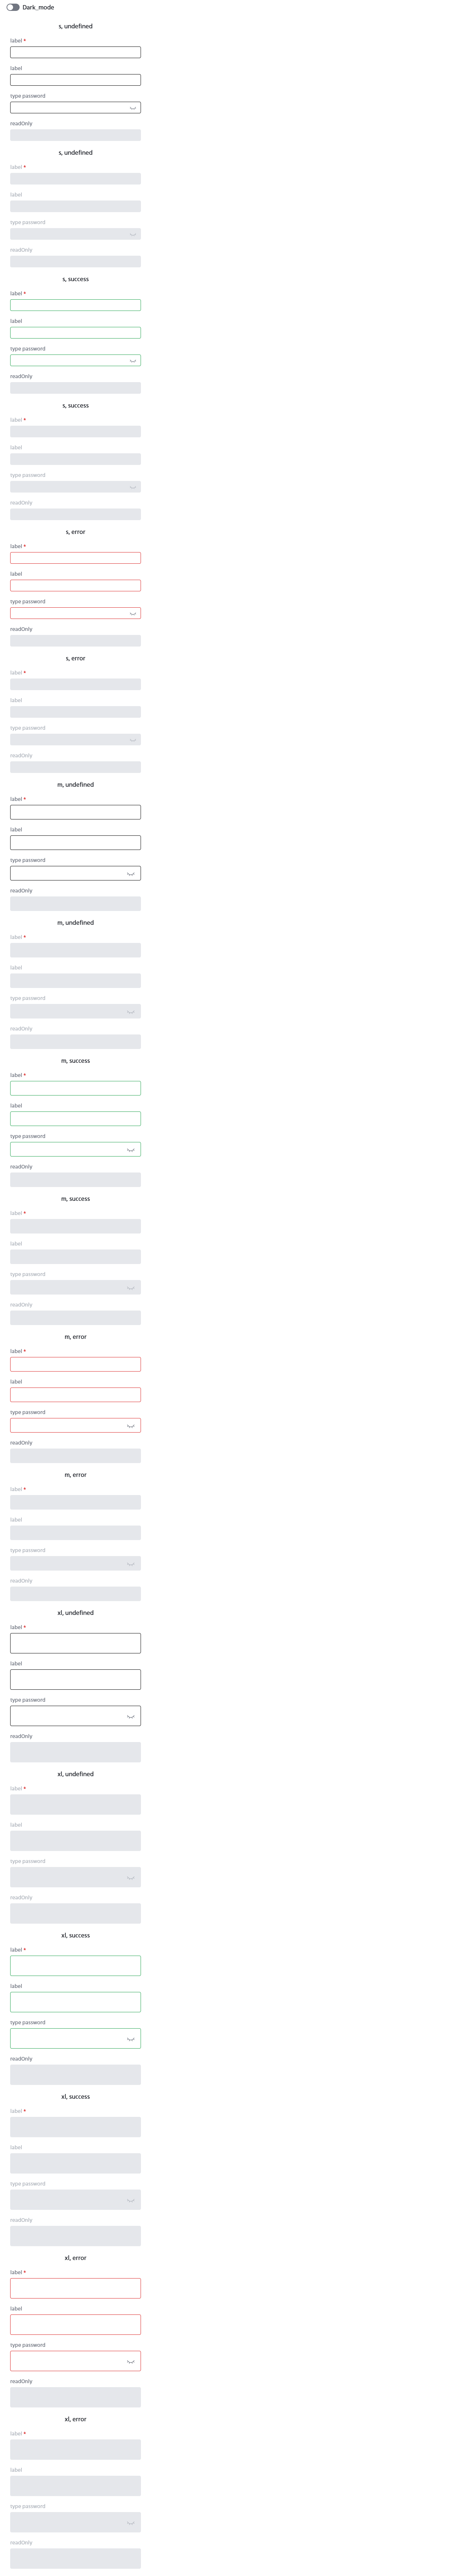 Dark_mode
s, undefined
label *
label
type password
readOnly
s, undefined
label *
label
type password
readOnly
s, success
label *
label
type password
readOnly
s, success
label *
label
type password
readOnly
s, error
label *
label
type password
readOnly
s, error
label *
label
type password
readOnly
m, undefined
label *
label
type password
readOnly
m, undefined
label *
label
type password
readOnly
m, success
label *
label
type password
readOnly
m, success
label *
label
type password
readOnly
m, error
label *
label
type password
readOnly
m, error
label *
label
type password
readOnly
xl, undefined
label *
label
type password
readOnly
xl, undefined
label *
label
type password
readOnly
xl, success
label *
label
type password
readOnly
xl, success
label *
label
type password
readOnly
xl, error
label *
label
type password
readOnly
xl, error
label *
label
type password
readOnly